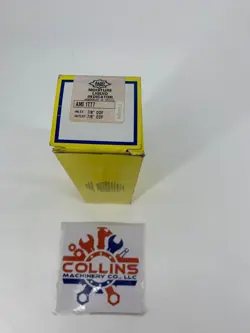 MOISTURE
LIQUID
INDICATOR
AMI 1TT7
INLET 7/8" ODF
OUTLET 7/8" ODF
COLLINS
MACHINERY CO., LLC